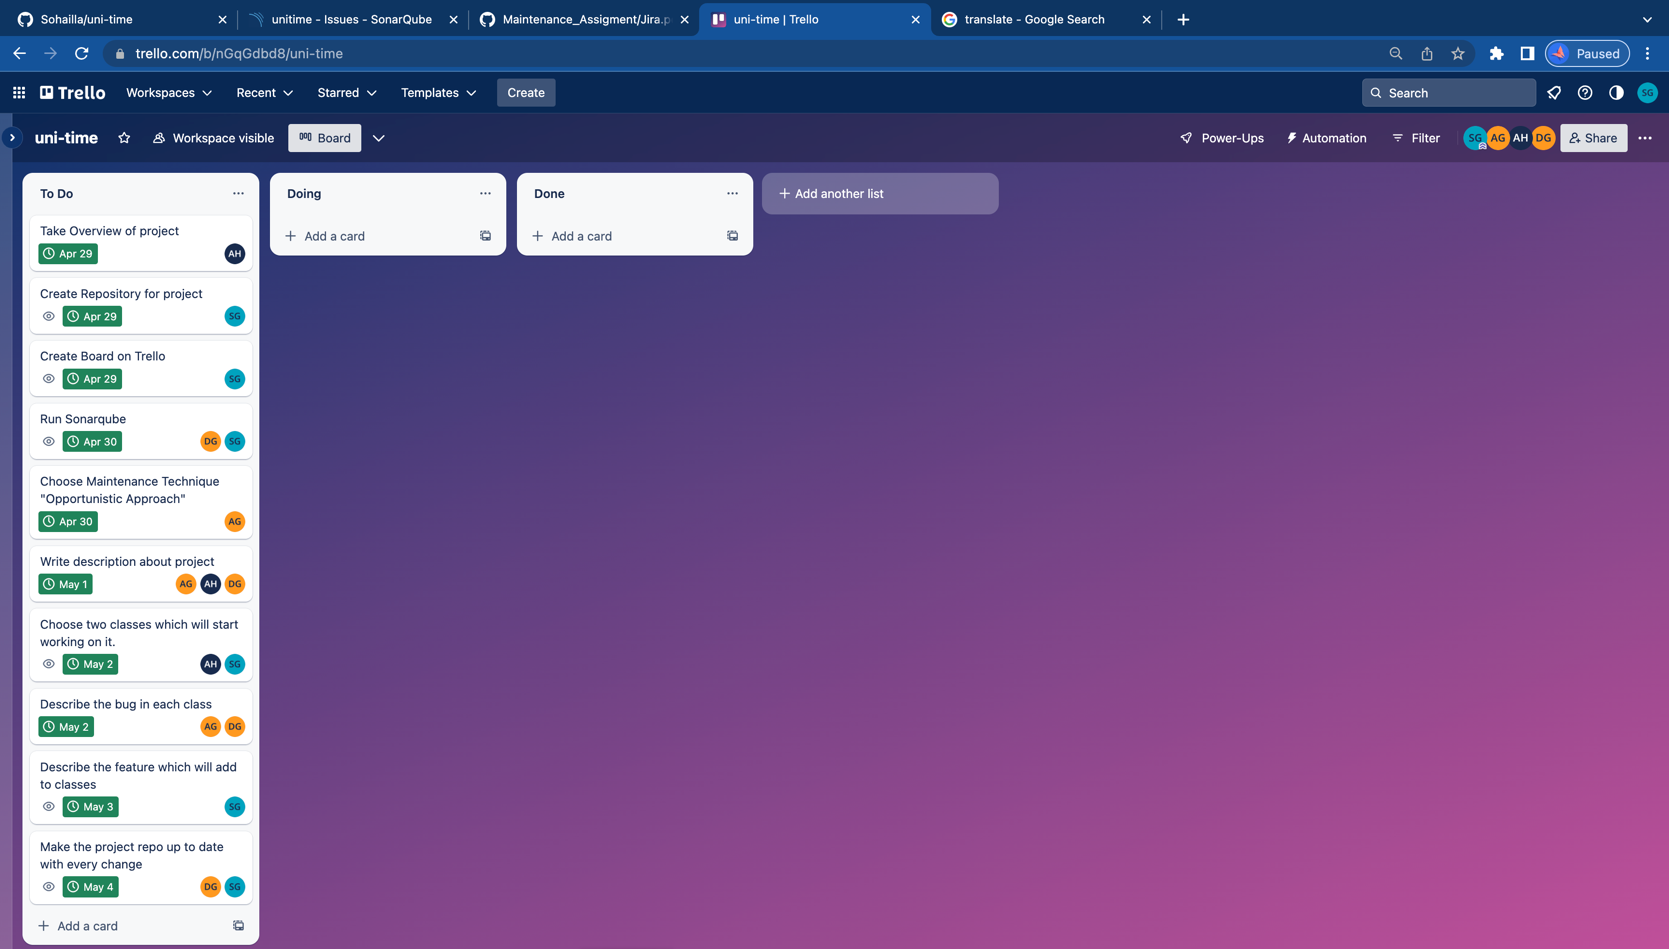 Sohailla/uni-time
unitime - Issues - SonarQube
Maintenance_Assigment/Jira.p
uni-time | Trello
translate - Google Search
trello.com/b/nGqGdbd8/uni-time
Paused
Trello
Workspaces
Recent
Starred
Templates
Create
Search
SG
uni-time
Workspace visible
Board
Power-Ups
Automation
Filter
SG
AG
AH
DG
Share
To Do
Take Overview of project
Apr 29
AH
Create Repository for project
Apr 29
SG
Create Board on Trello
Apr 29
SG
Run Sonarqube
Apr 30
DG
SG
Choose Maintenance Technique
"Opportunistic Approach"
Apr 30
AG
Write description about project
May 1
AG
AH
DG
Choose two classes which will start
working on it.
May 2
AH
SG
Describe the bug in each class
May 2
AG
DG
Describe the feature which will add
to classes
May 3
SG
Make the project repo up to date
with every change
May 4
DG
SG
Add a card
Doing
Add a card
Done
Add a card
Add another list